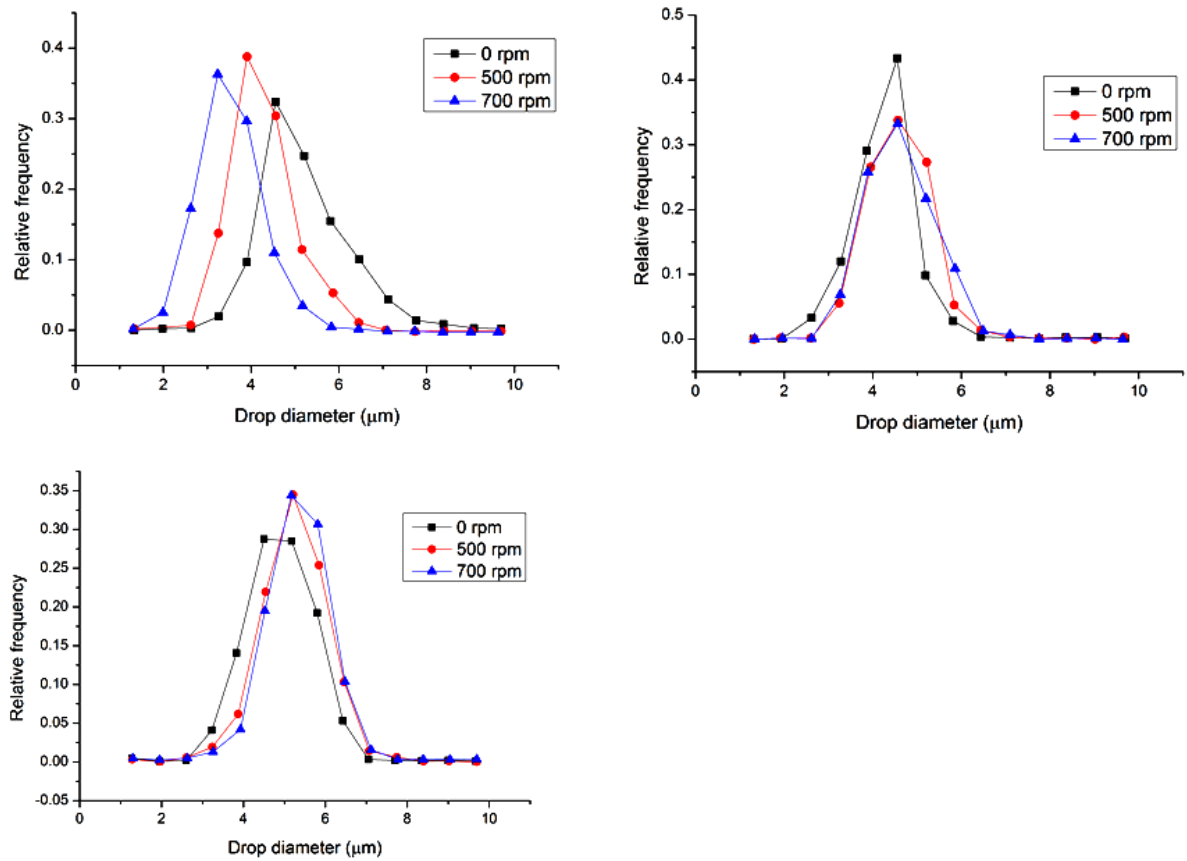 0.4
0.3
0.2
0.1
0.0
Relative frequency
0 rpm
500 rpm
700 rpm
0 2 4 6 8 10
Drop diameter (μm)
0.5
0.4
0.3
0.2
0.1
0.0
Relative frequency
0 rpm
500 rpm
700 rpm
0 2 4 6 8 10
Drop diameter (μm)
0.35
0.30
0.25
0.20
0.15
0.10
0.05
0.00
-0.05
Relative frequency
0 rpm
500 rpm
700 rpm
0 2 4 6 8 10
Drop diameter (μm)